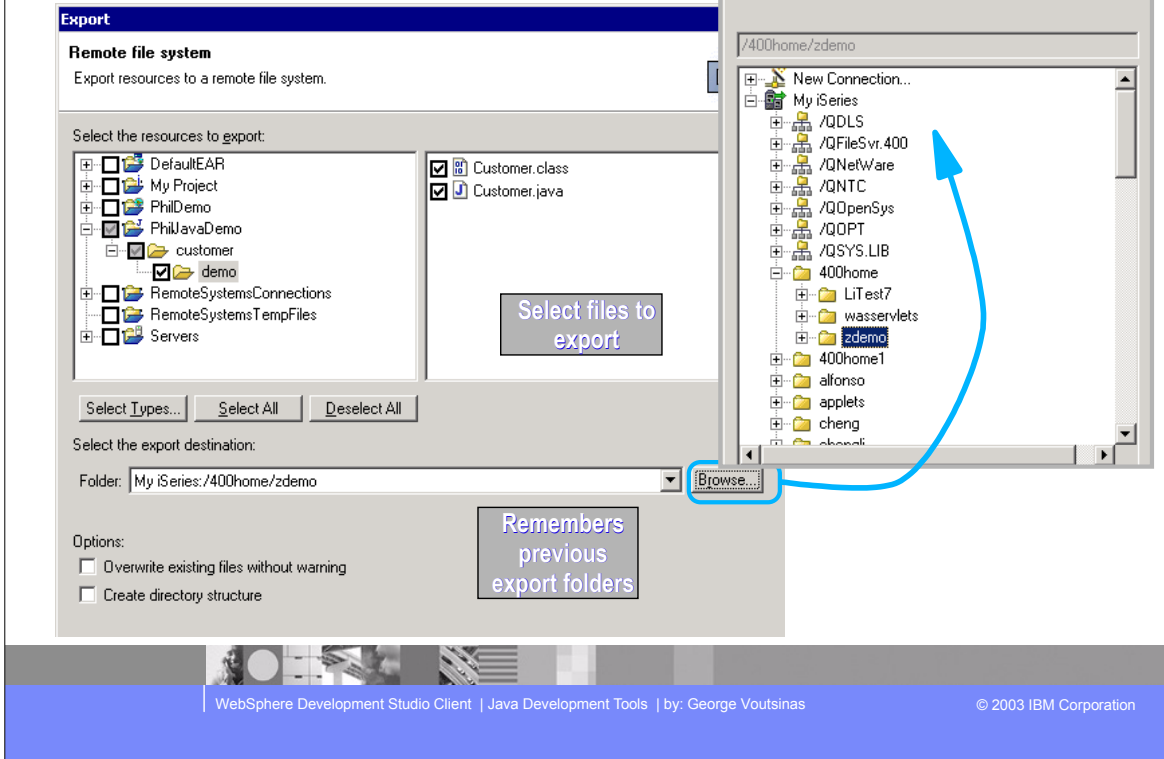 Export
Remote file system
Export resources to a remote file system.
Select the resources to export:
DefaultEAR
My Project
PhilDemo
PhilJavaDemo
customer
demo
RemoteSystemsConnections
RemoteSystemsTempFiles
Servers
Customer.class
Customer.java
Select files to
export
Select Types...
Select All
Deselect All
Select the export destination:
Folder:
My iSeries:/400home/zdemo
Browse...
Options:
Overwrite existing files without warning
Create directory structure
Remembers
previous
export folders
/400home/zdemo
New Connection...
My iSeries
/QDLS
/QFileSvr.400
/QNetWare
/QNTC
/QOpenSys
/QOPT
/QSYS.LIB
400home
LiTest7
wasservlets
zdemo
400home1
alfonso
applets
cheng
WebSphere Development Studio Client | Java Development Tools | by: George Voutsinas
© 2003 IBM Corporation